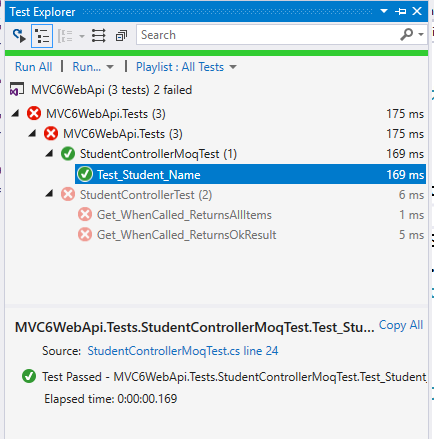 Test Explorer
Search
Run All | Run... | Playlist : All Tests
MVC6WebApi (3 tests) 2 failed
MVC6WebApi.Tests (3) 175 ms
MVC6WebApi.Tests (3) 175 ms
StudentControllerMoqTest (1) 169 ms
Test_Student_Name 169 ms
StudentControllerTest (2) 6 ms
Get_WhenCalled_ReturnsAllItems 1 ms
Get_WhenCalled_ReturnsOkResult 5 ms
MVC6WebApi.Tests.StudentControllerMoqTest.Test_Stu... Copy All
Source: StudentControllerMoqTest.cs line 24
Test Passed - MVC6WebApi.Tests.StudentControllerMoqTest.Test_Student_
Elapsed time: 0:00:00.169